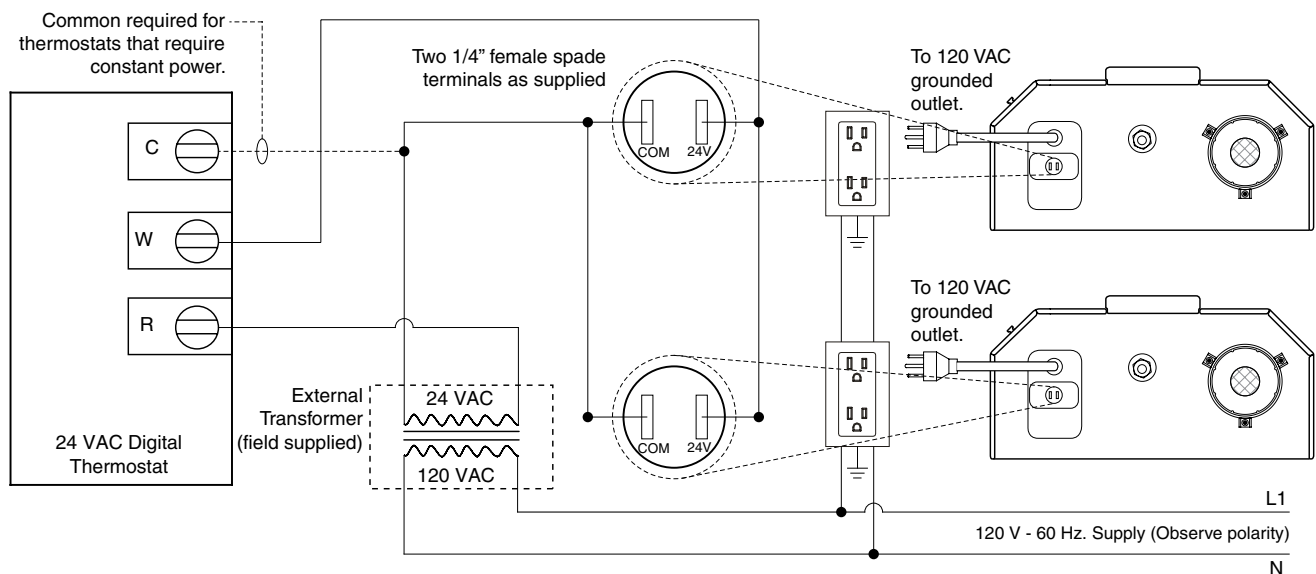 Common required for
thermostats that require
constant power.
Two 1/4” female spade
terminals as supplied
To 120 VAC
grounded
outlet.
C
COM
24V
W
R
To 120 VAC
grounded
outlet.
External
Transformer
(field supplied)
24 VAC
120 VAC
COM
24V
24 VAC Digital
Thermostat
L1
120 V - 60 Hz. Supply (Observe polarity)
N